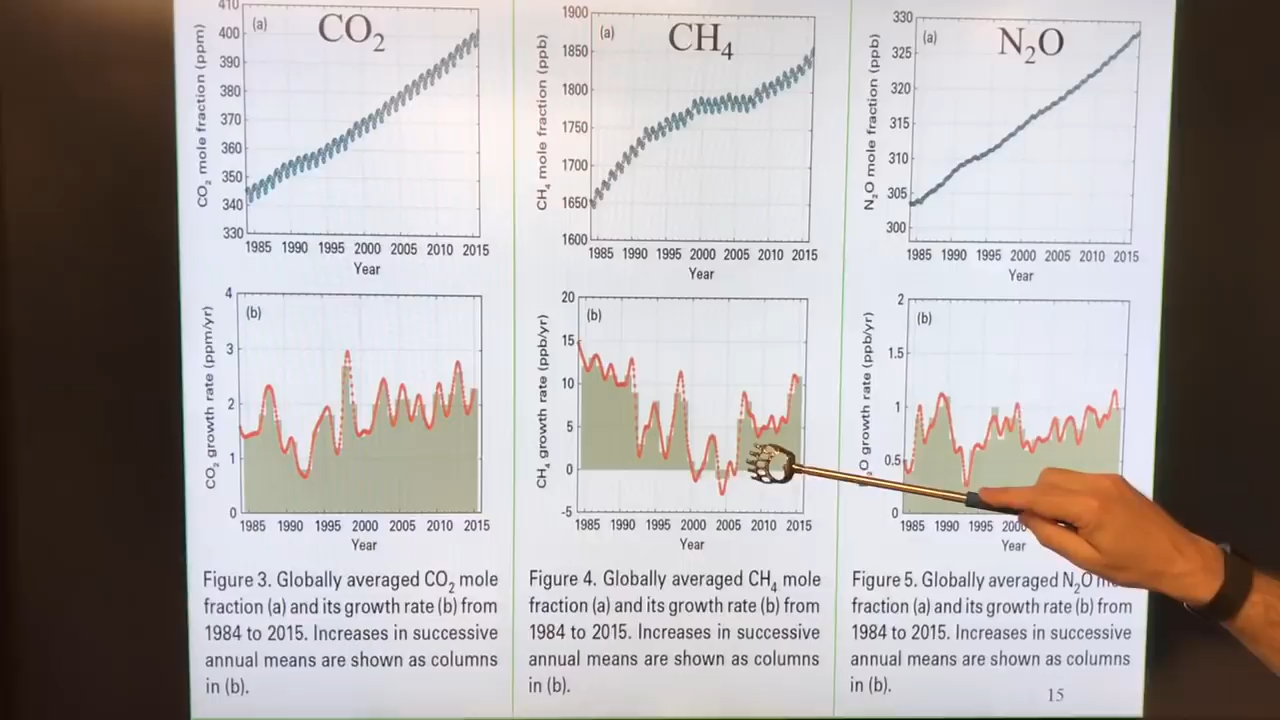 410
400
390
380
370
360
350
340
330
(a)
CO₂
CO₂ mole fraction (ppm)
1985 1990 1995 2000 2005 2010 2015
Year
1900
1850
1800
1750
1700
1650
1600
(a)
CH₄
CH₄ mole fraction (ppb)
1985 1990 1995 2000 2005 2010 2015
Year
330
325
320
315
310
305
300
(a)
N₂O
N₂O mole fraction (ppb)
1985 1990 1995 2000 2005 2010 2015
Year
4
3
2
1
0
(b)
CO₂ growth rate (ppm/yr)
1985 1990 1995 2000 2005 2010 2015
Year
20
15
10
5
0
-5
(b)
CH₄ growth rate (ppb/yr)
1985 1990 1995 2000 2005 2010 2015
Year
2
1.5
1
0.5
0
(b)
growth rate (ppb/yr)
1985 1990 1995
Year
Figure 3. Globally averaged CO₂ mole
fraction (a) and its growth rate (b) from
1984 to 2015. Increases in successive
annual means are shown as columns
in (b).
Figure 4. Globally averaged CH₄ mole
fraction (a) and its growth rate (b) from
1984 to 2015. Increases in successive
annual means are shown as columns
in (b).
Figure 5. Globally averaged N₂O
fraction (a) and its growth rate (b) from
1984 to 2015. Increases in successive
annual means are shown as columns
in (b).
15